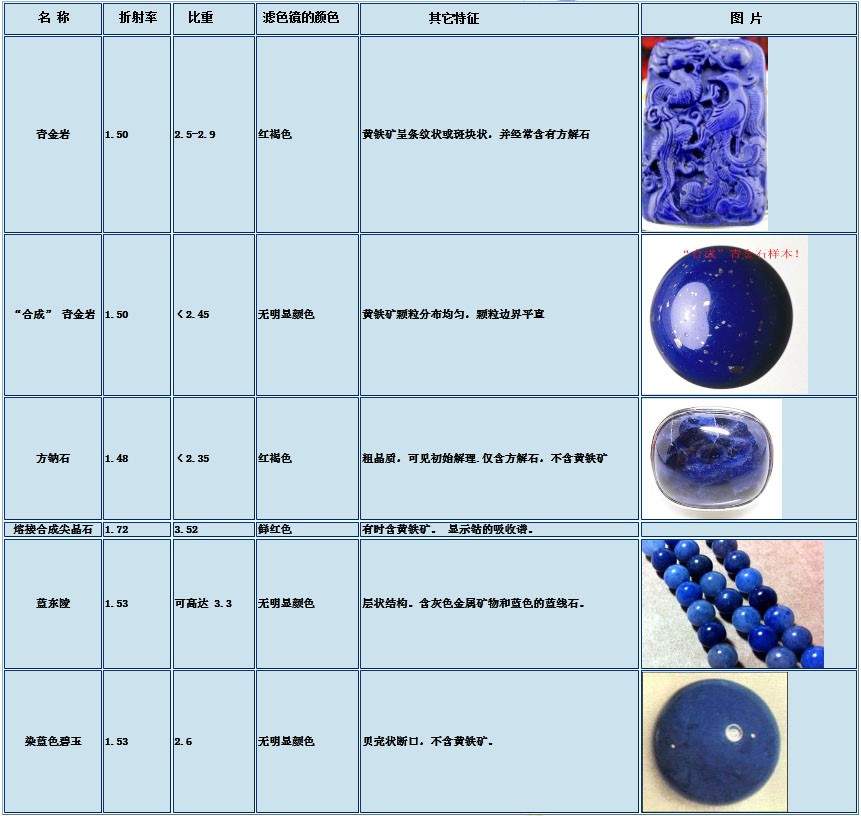 名 称 折射率 比重 滤色镜的颜色 其它特征 图 片
青金岩 1.50 2.5-2.9 红褐色 黄铁矿呈条纹状或斑块状，并经常含有方解石
“合成”青金石样本！
“合成” 青金岩 1.50 <2.45 无明显颜色 黄铁矿颗粒分布均匀，颗粒边界平直
方钠石 1.48 <2.35 红褐色 粗晶质，可见初始解理.仅含方解石，不含黄铁矿
熔接合成尖晶石 1.72 3.52 鲜红色 有时含黄铁矿。 显示钴的吸收谱。
蓝东陵 1.53 可高达 3.3 无明显颜色 层状结构。含灰色金属矿物和蓝色的蓝线石。
染蓝色碧玉 1.53 2.6 无明显颜色 贝壳状断口，不含黄铁矿。